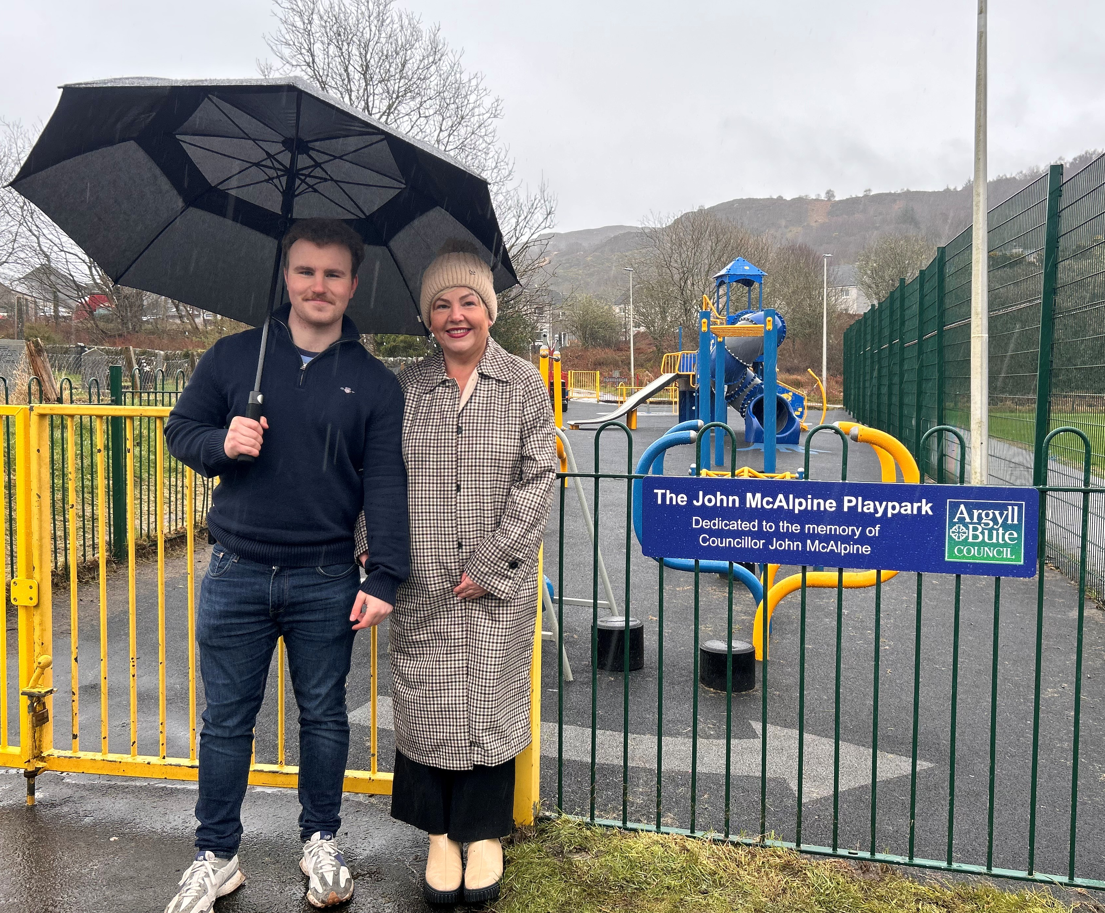 The John McAlpine Playpark
Dedicated to the memory of
Councillor John McAlpine
Argyll
&Bute
COUNCIL